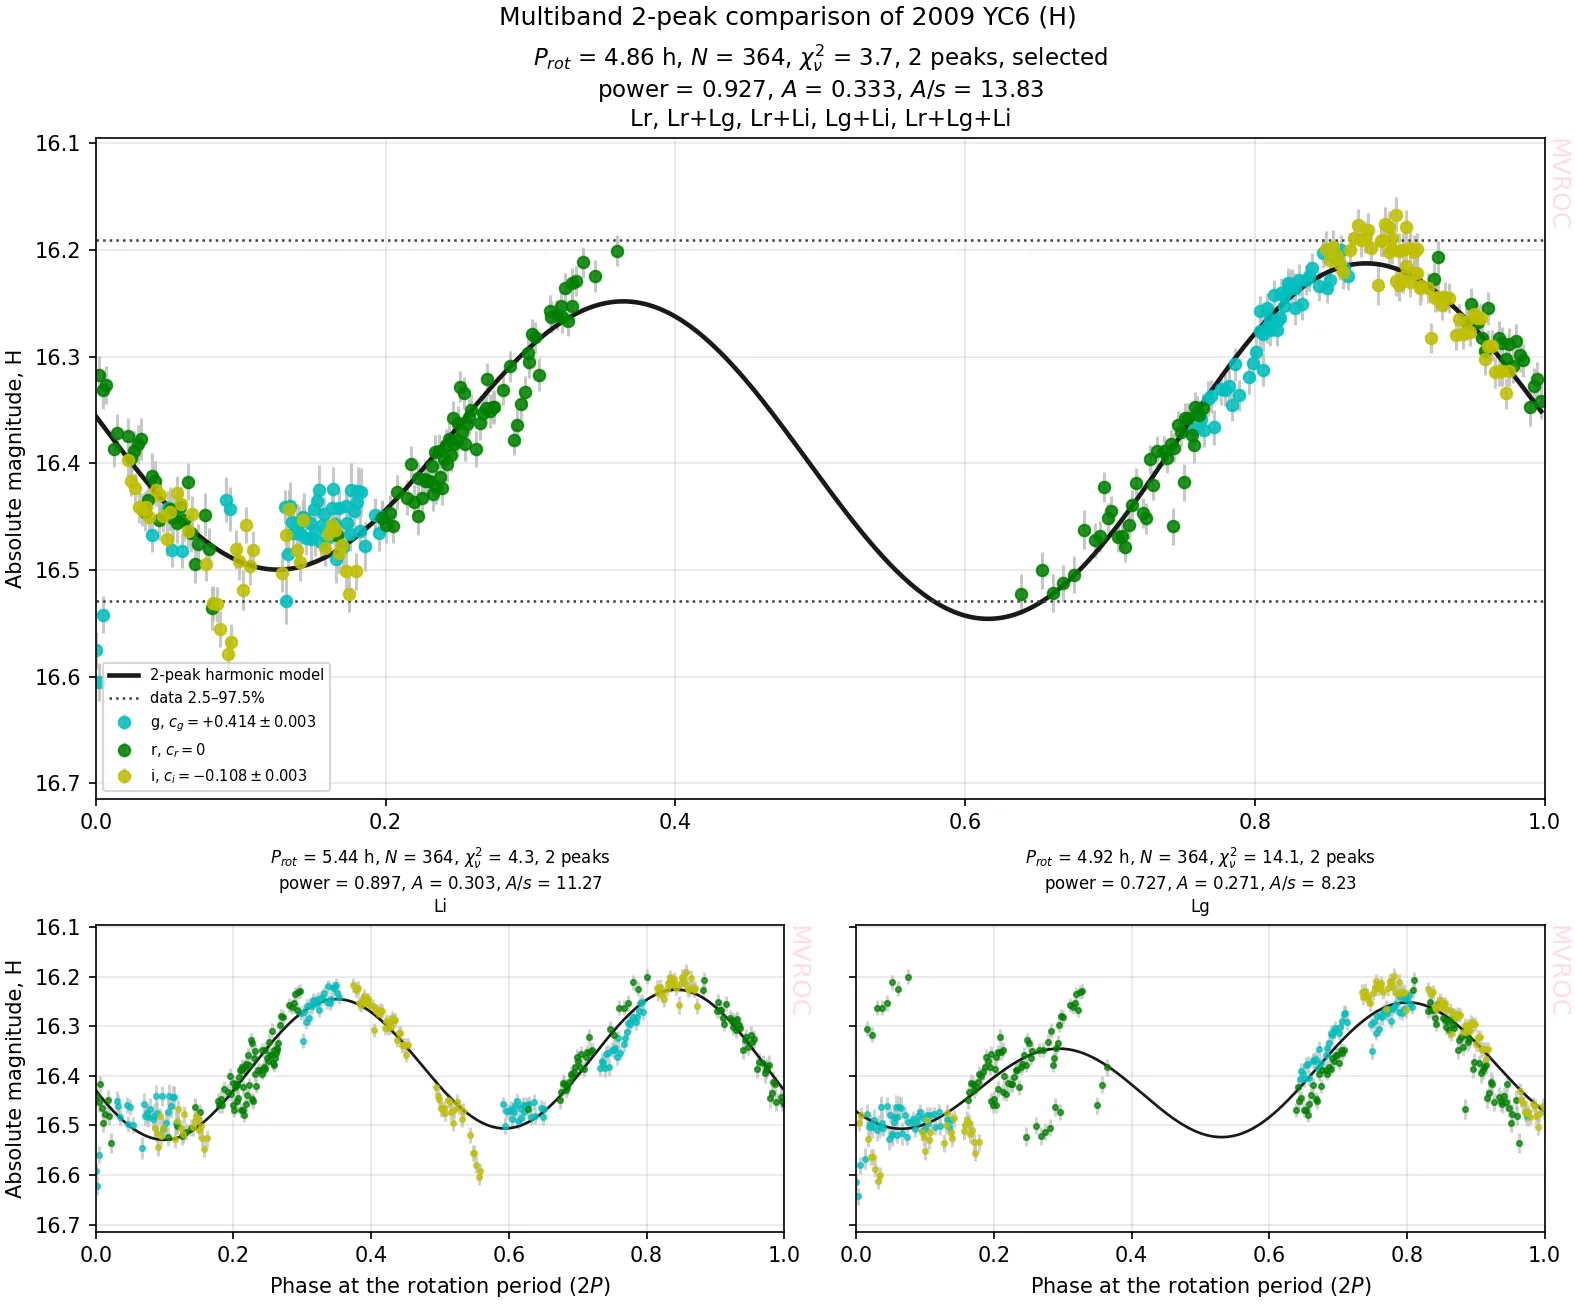 Multiband 2-peak comparison of 2009 YC6 (H)
P_rot = 4.86 h, N = 364, χ²_ν = 3.7, 2 peaks, selected
power = 0.927, A = 0.333, A/s = 13.83
Lr, Lr+Lg, Lr+Li, Lg+Li, Lr+Lg+Li
Absolute magnitude, H
16.1
16.2
16.3
16.4
16.5
16.6
16.7
2-peak harmonic model
data 2.5–97.5%
g, c_g = +0.414 ± 0.003
r, c_r = 0
i, c_i = −0.108 ± 0.003
0.0 0.2 0.4 0.6 0.8 1.0
MVROC
P_rot = 5.44 h, N = 364, χ²_ν = 4.3, 2 peaks
power = 0.897, A = 0.303, A/s = 11.27
Li
Absolute magnitude, H
16.1
16.2
16.3
16.4
16.5
16.6
16.7
0.0 0.2 0.4 0.6 0.8 1.0
Phase at the rotation period (2P)
MVROC
P_rot = 4.92 h, N = 364, χ²_ν = 14.1, 2 peaks
power = 0.727, A = 0.271, A/s = 8.23
Lg
0.0 0.2 0.4 0.6 0.8 1.0
Phase at the rotation period (2P)
MVROC